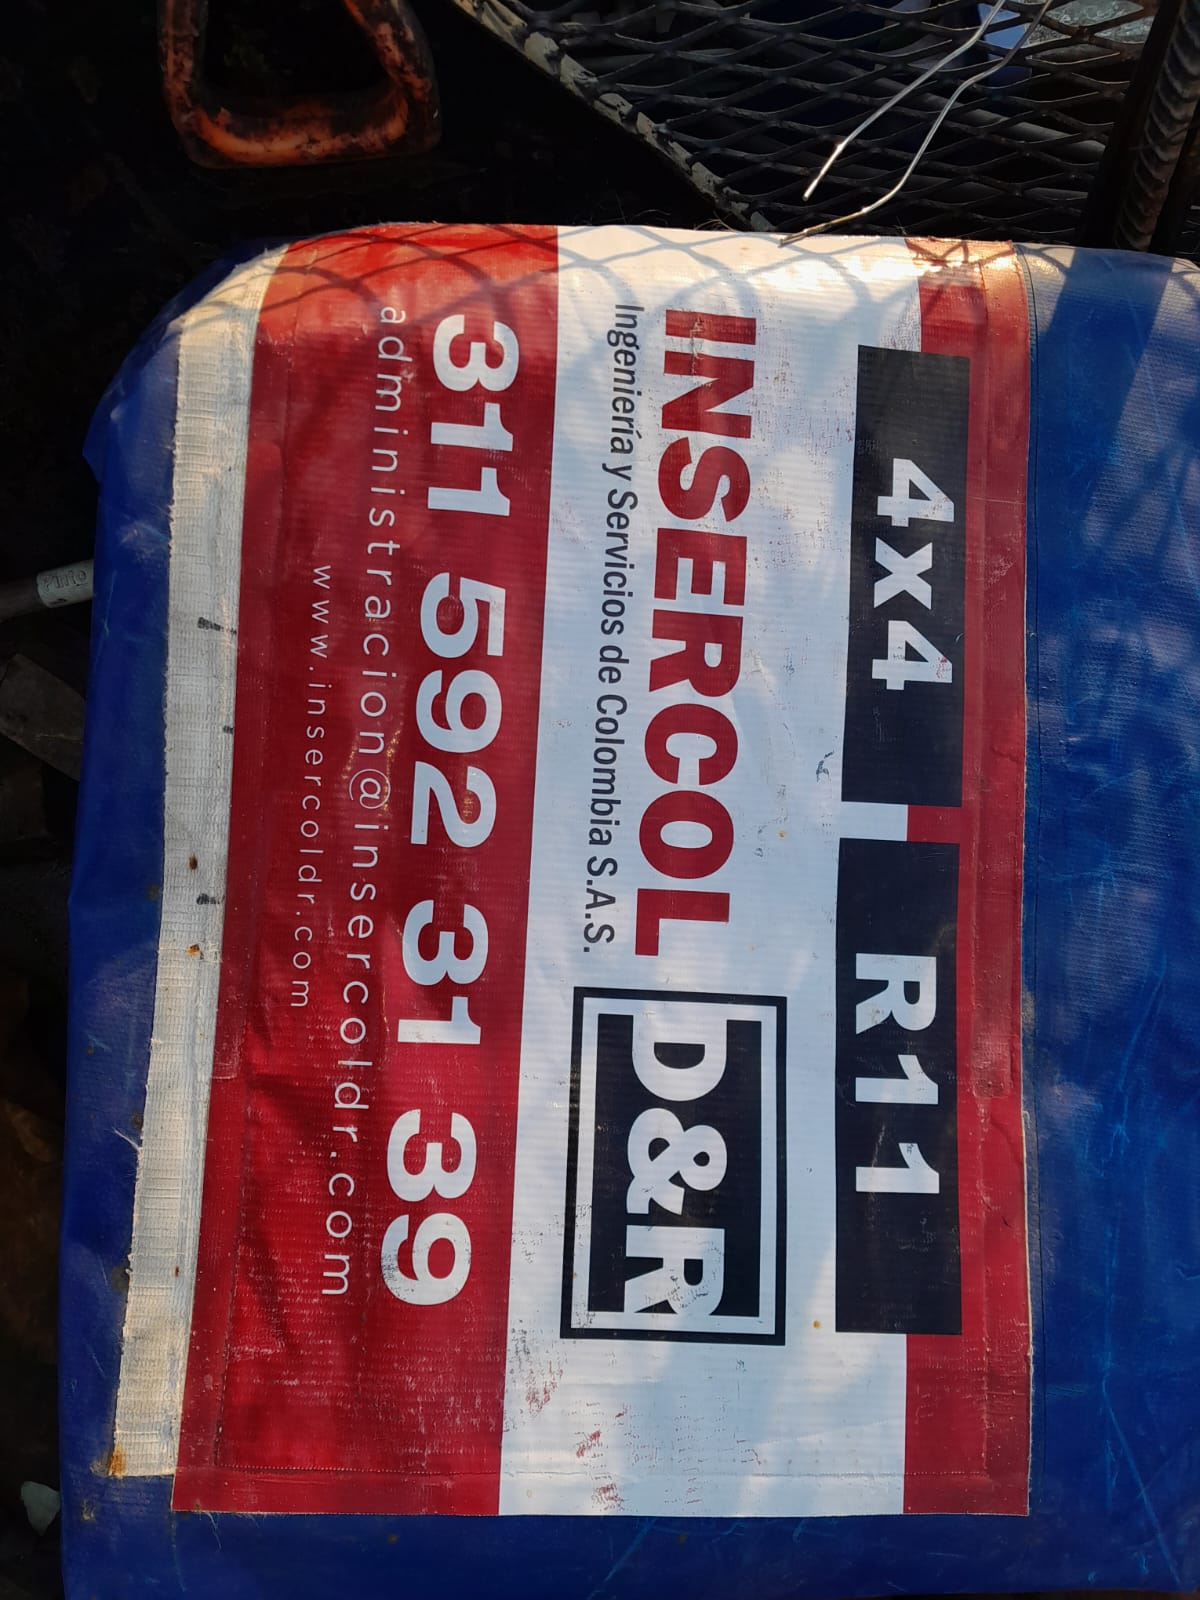 4x4 R11
INSERCOL
Ingeniería y Servicios de Colombia S.A.S.
D&R
311 592 31 39
administracion@insercoldr.com
www.insercoldr.com